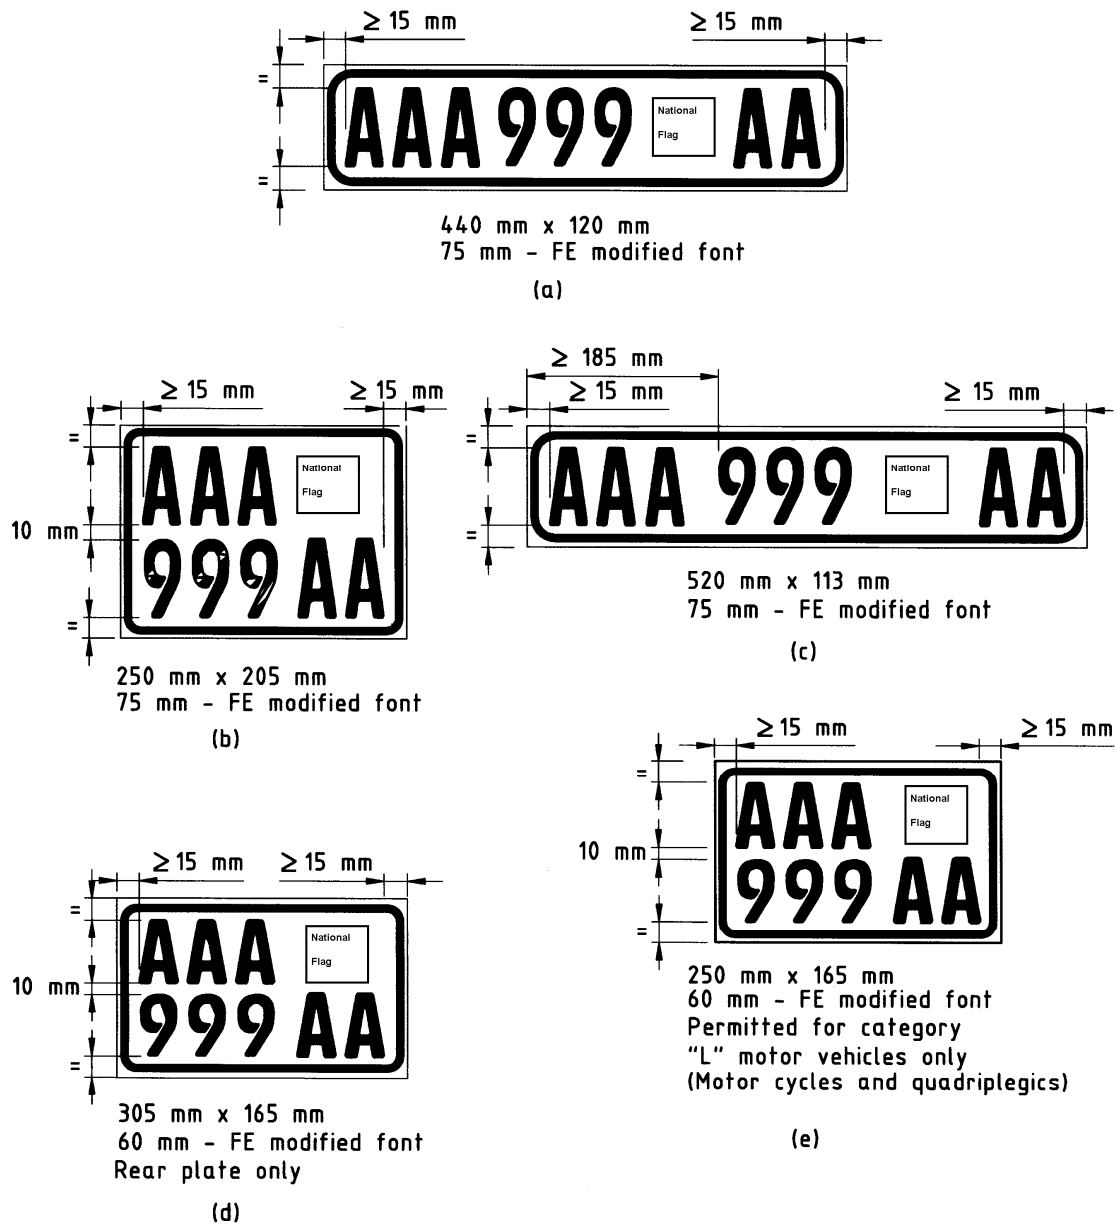 ≥ 15 mm ≥ 15 mm
=
AAA 999 National AA
Flag
=
440 mm x 120 mm
75 mm - FE modified font
(a)
≥ 15 mm ≥ 15 mm
=
AAA National
Flag
10 mm
999 AA
=
250 mm x 205 mm
75 mm - FE modified font
(b)
≥ 185 mm
≥ 15 mm ≥ 15 mm
=
AAA 999 National AA
Flag
=
520 mm x 113 mm
75 mm - FE modified font
(c)
≥ 15 mm ≥ 15 mm
=
AAA National
Flag
10 mm
999 AA
=
305 mm x 165 mm
60 mm - FE modified font
Rear plate only
(d)
≥ 15 mm ≥ 15 mm
=
AAA National
Flag
10 mm
999 AA
=
250 mm x 165 mm
60 mm - FE modified font
Permitted for category
"L" motor vehicles only
(Motor cycles and quadriplegics)
(e)